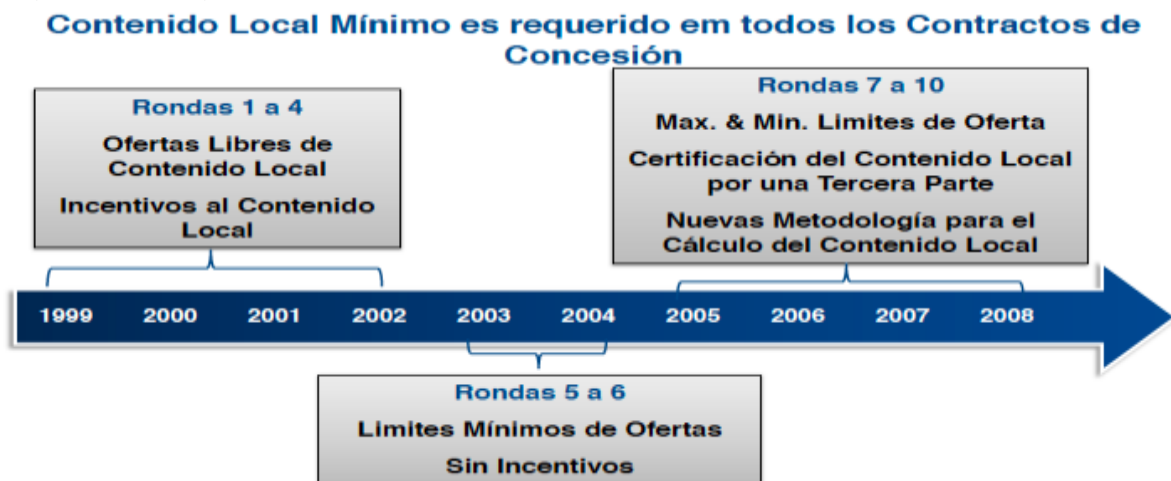 Contenido Local Mínimo es requerido em todos los Contractos de
Concesión
Rondas 1 a 4
Ofertas Libres de
Contenido Local
Incentivos al Contenido
Local
Rondas 7 a 10
Max. & Min. Limites de Oferta
Certificación del Contenido Local
por una Tercera Parte
Nuevas Metodología para el
Cálculo del Contenido Local
1999 2000 2001 2002 2003 2004 2005 2006 2007 2008
Rondas 5 a 6
Limites Mínimos de Ofertas
Sin Incentivos